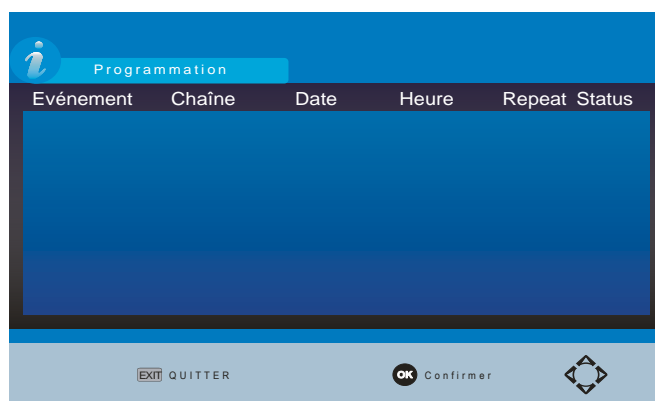 i
Programmation
Evénement Chaîne Date Heure Repeat Status
EXIT QUITTER OK Confirmer